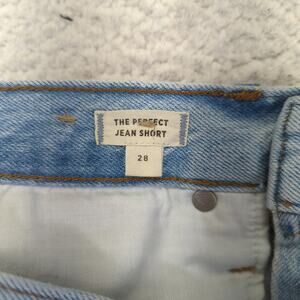 THE PERFECT
JEAN SHORT
28